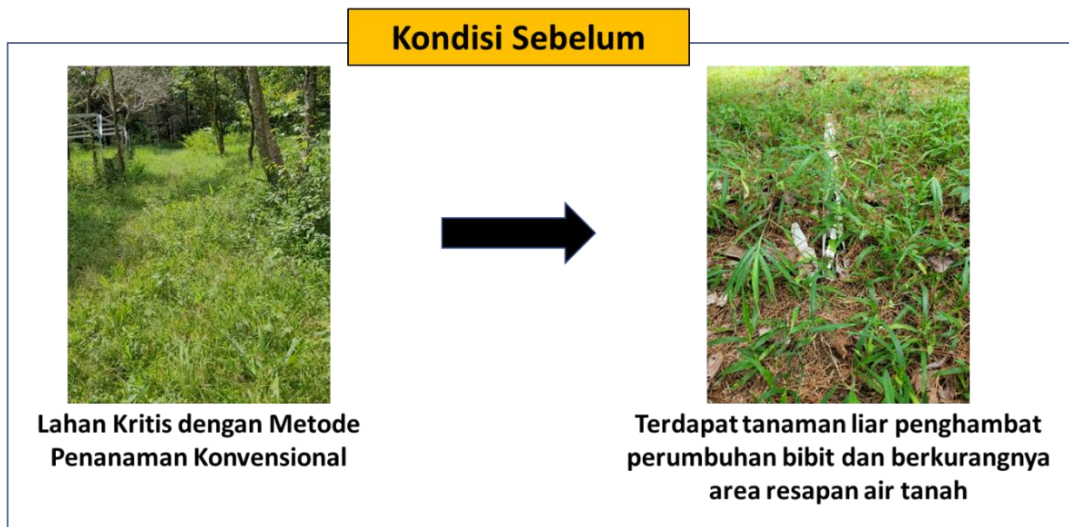 Kondisi Sebelum
Lahan Kritis dengan Metode
Penanaman Konvensional
Terdapat tanaman liar penghambat
perumbuhan bibit dan berkurangnya
area resapan air tanah